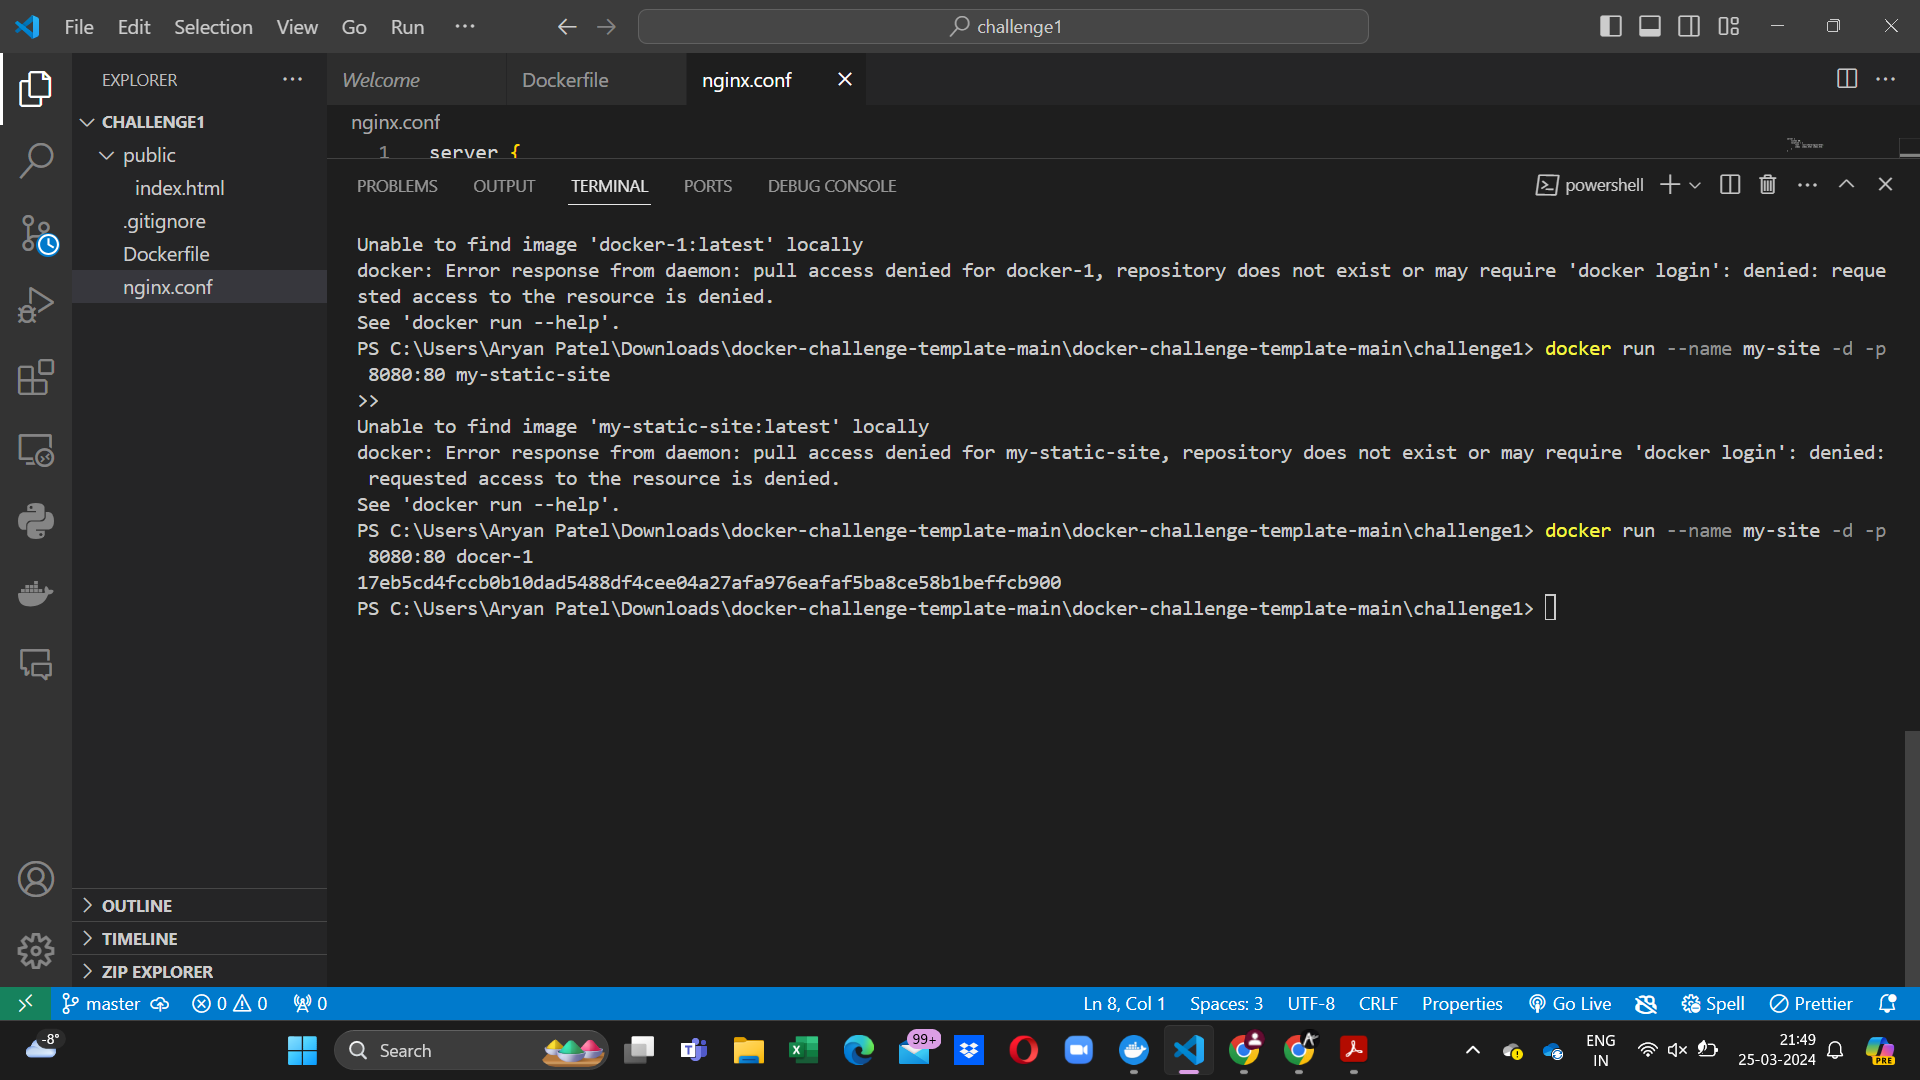 File Edit Selection View Go Run ··· challenge1
EXPLORER
Welcome Dockerfile nginx.conf
CHALLENGE1
public
index.html
.gitignore
Dockerfile
nginx.conf
OUTLINE
TIMELINE
ZIP EXPLORER
nginx.conf
1 server {
PROBLEMS OUTPUT TERMINAL PORTS DEBUG CONSOLE powershell
Unable to find image 'docker-1:latest' locally
docker: Error response from daemon: pull access denied for docker-1, repository does not exist or may require 'docker login': denied: reque
sted access to the resource is denied.
See 'docker run --help'.
PS C:\Users\Aryan Patel\Downloads\docker-challenge-template-main\docker-challenge-template-main\challenge1> docker run --name my-site -d -p
8080:80 my-static-site
>>
Unable to find image 'my-static-site:latest' locally
docker: Error response from daemon: pull access denied for my-static-site, repository does not exist or may require 'docker login': denied:
requested access to the resource is denied.
See 'docker run --help'.
PS C:\Users\Aryan Patel\Downloads\docker-challenge-template-main\docker-challenge-template-main\challenge1> docker run --name my-site -d -p
8080:80 docer-1
17eb5cd4fccb0b10dad5488df4cee04a27afa976eafaf5ba8ce58b1beffcb900
PS C:\Users\Aryan Patel\Downloads\docker-challenge-template-main\docker-challenge-template-main\challenge1>
master 0 0 0 Ln 8, Col 1 Spaces: 3 UTF-8 CRLF Properties Go Live Spell Prettier
-8°
Search
99+
ENG
IN
21:49
25-03-2024
PRE